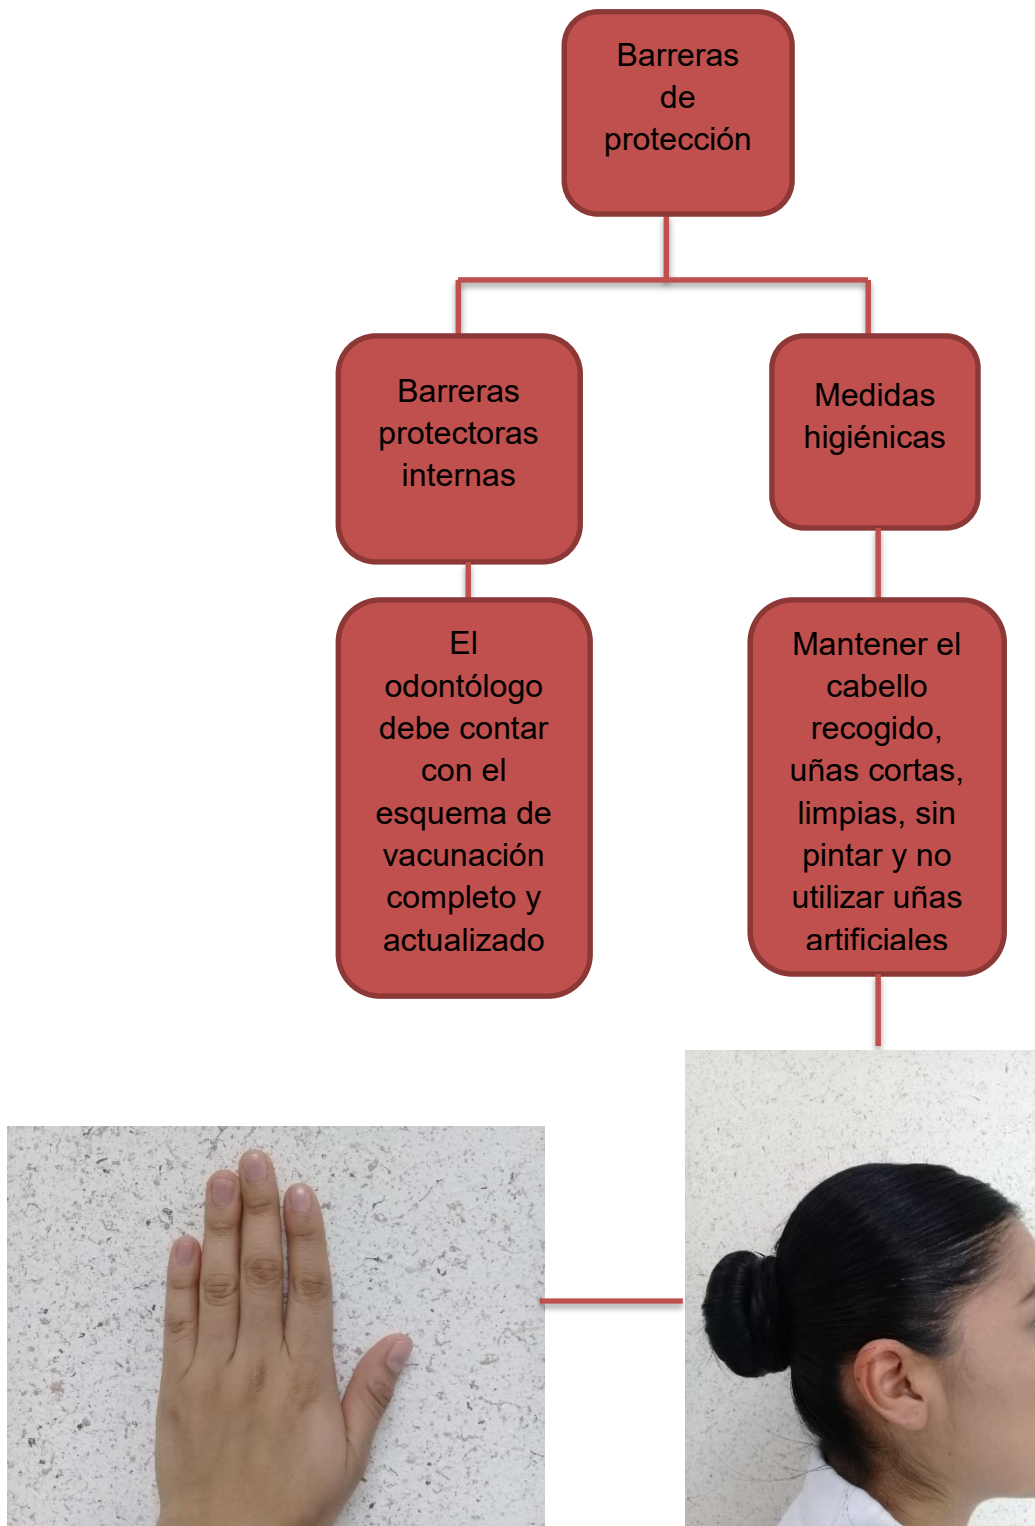 Barreras
de
protección
Barreras
protectoras
internas
Medidas
higiénicas
El
odontólogo
debe contar
con el
esquema de
vacunación
completo y
actualizado
Mantener el
cabello
recogido,
uñas cortas,
limpias, sin
pintar y no
utilizar uñas
artificiales